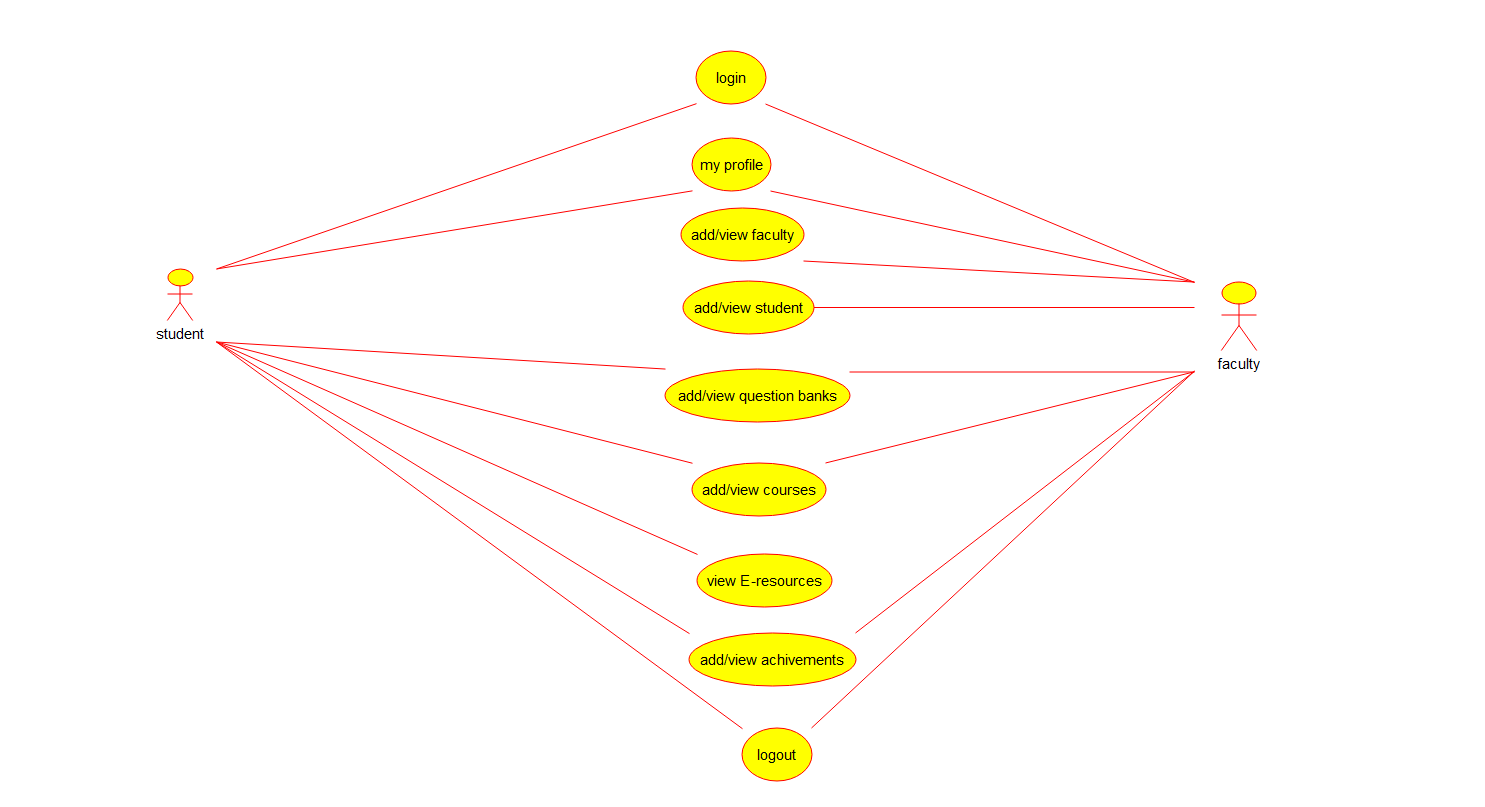 login
my profile
add/view faculty
add/view student
student
faculty
add/view question banks
add/view courses
view E-resources
add/view achivements
logout